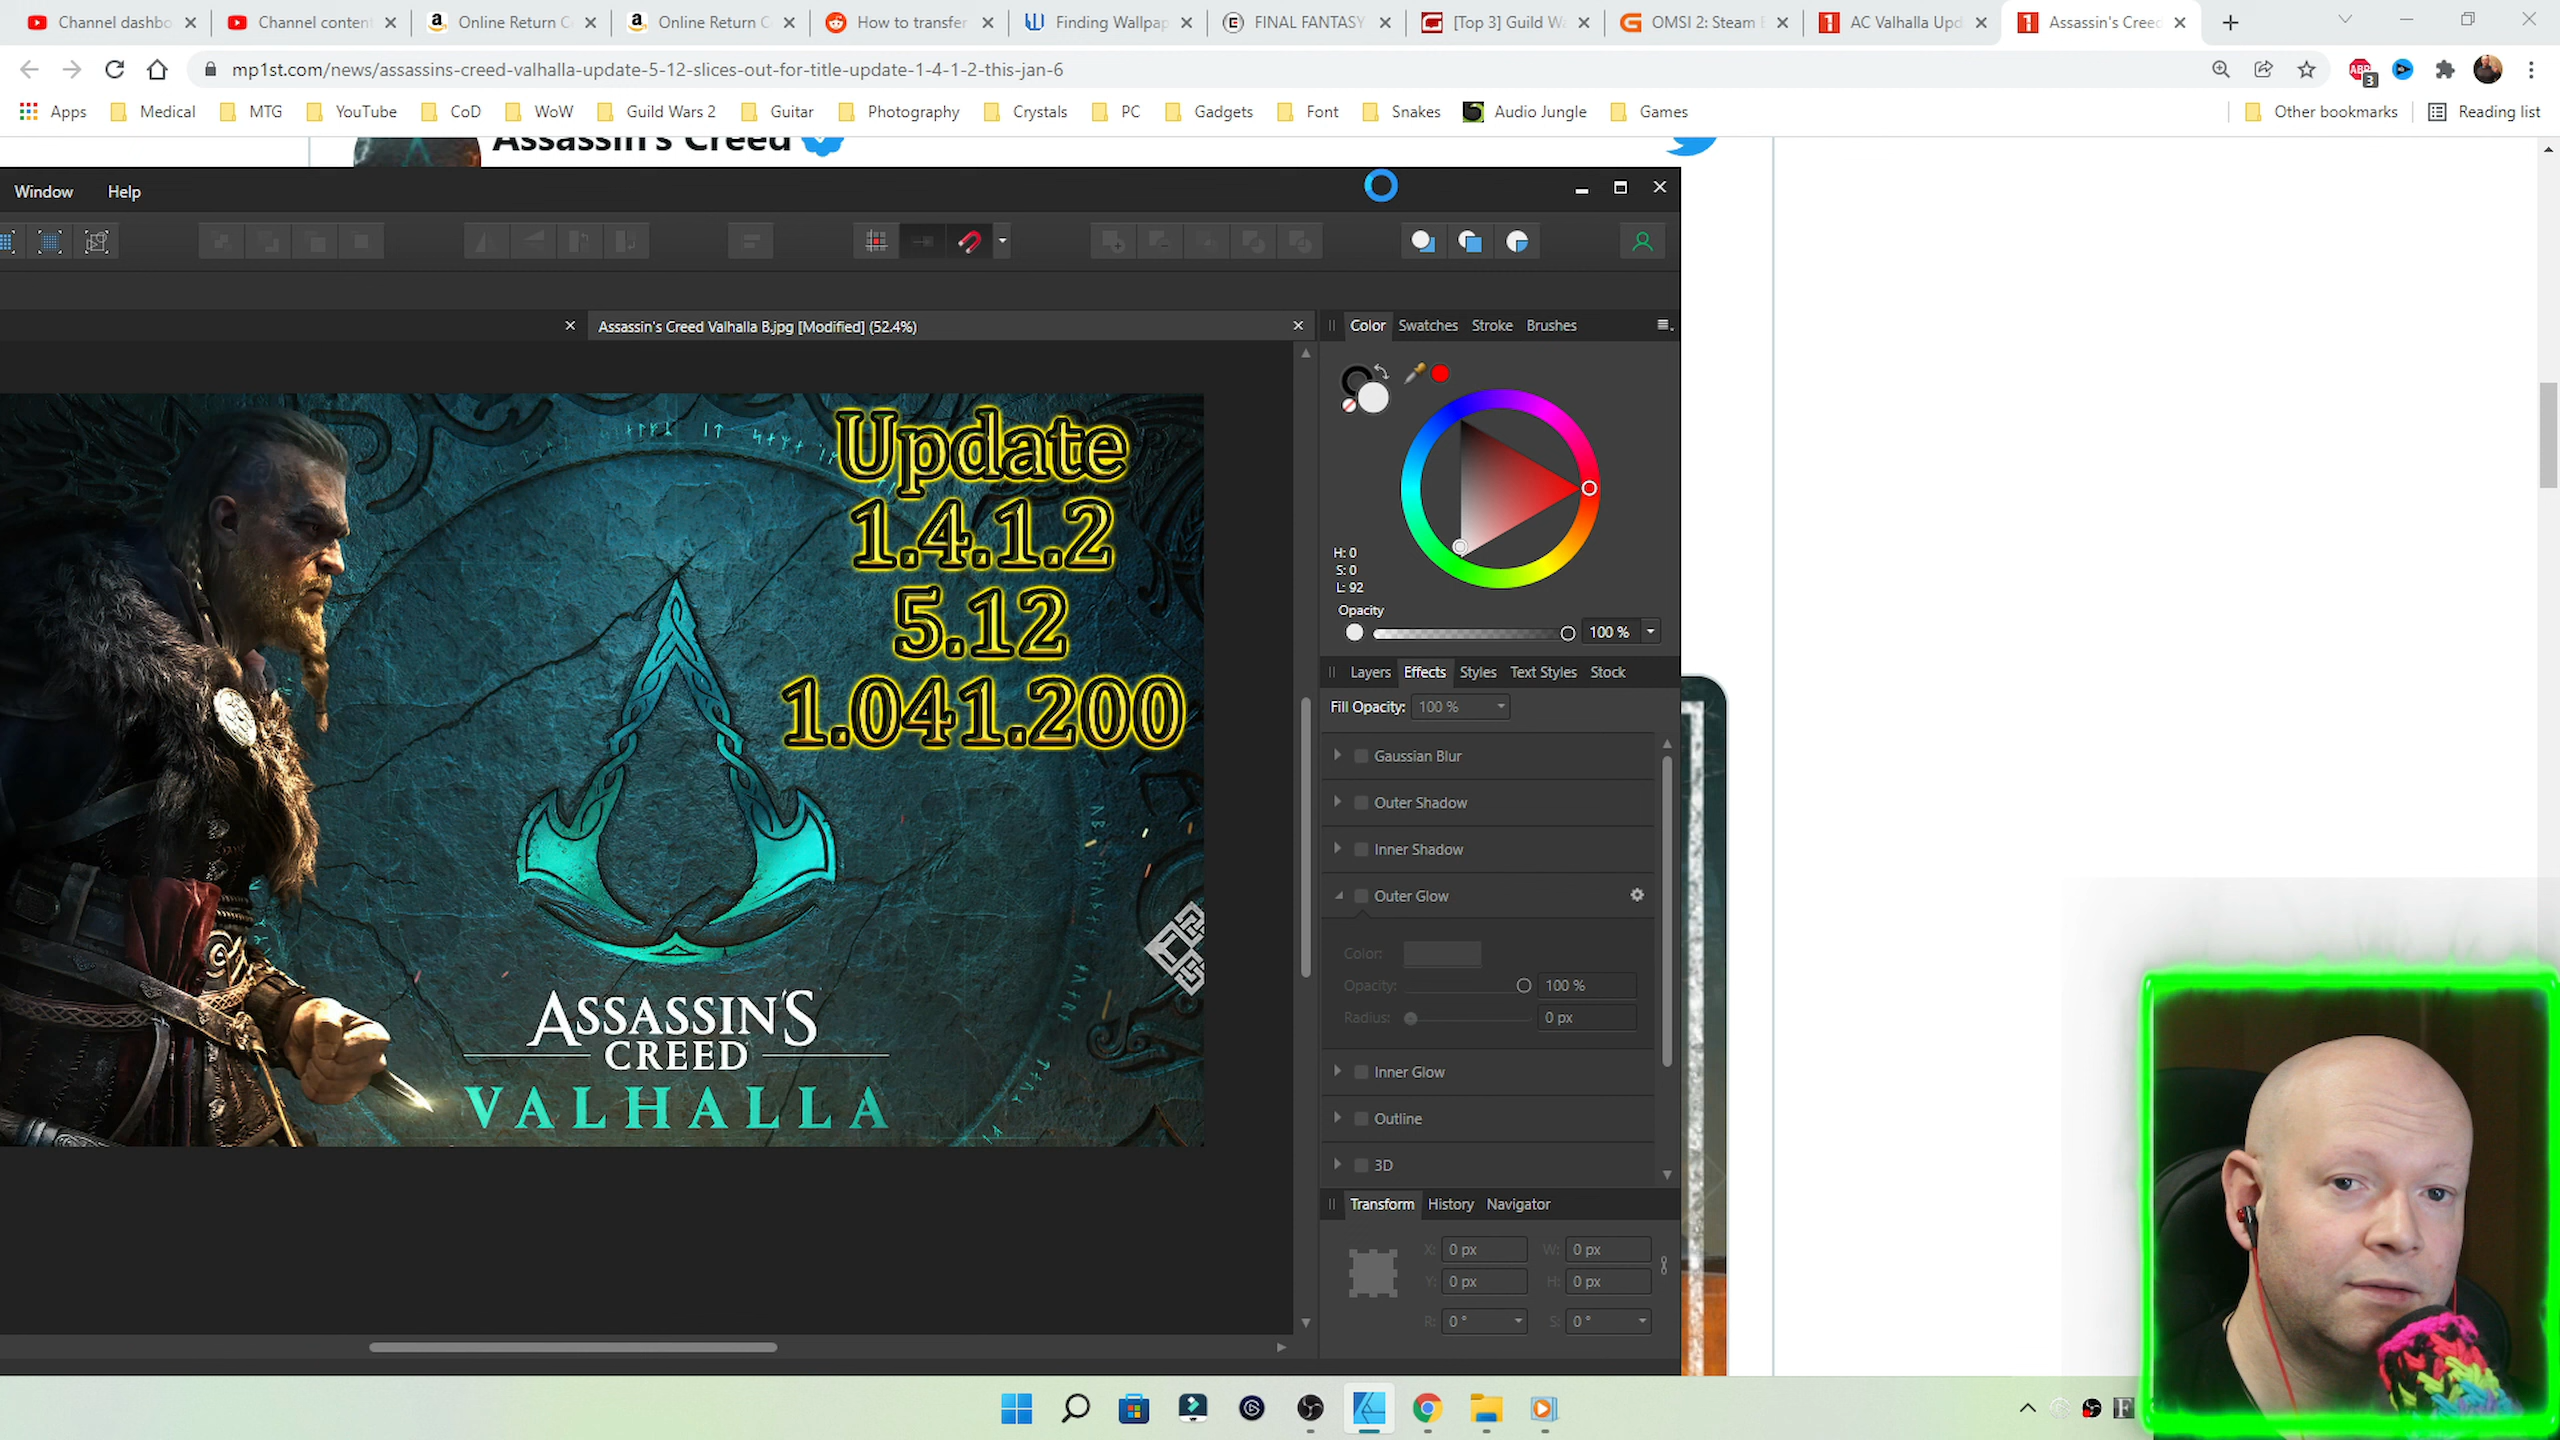 Channel dashbo
Channel content
Online Return C
Online Return C
How to transfer
Finding Wallpap
FINAL FANTASY
[Top 3] Guild W
OMSI 2: Steam E
AC Valhalla Upd
Assassin's Creed
mp1st.com/news/assassins-creed-valhalla-update-5-12-slices-out-for-title-update-1-4-1-2-this-jan-6
ABP
3
Apps
Medical
MTG
YouTube
CoD
WoW
Guild Wars 2
Guitar
Photography
Crystals
PC
Gadgets
Font
Snakes
Audio Jungle
Games
Other bookmarks
Reading list
Assassin's Creed
Window
Help
Assassin's Creed Valhalla B.jpg [Modified] (52.4%)
Color
Swatches
Stroke
Brushes
Update
1.4.1.2
5.12
1.041.200
H: 0
S: 0
L: 92
Opacity
100 %
Layers
Effects
Styles
Text Styles
Stock
Fill Opacity:
100 %
Gaussian Blur
Outer Shadow
Inner Shadow
Outer Glow
Color:
Opacity:
100 %
Radius:
0 px
Inner Glow
Outline
3D
ASSASSIN'S
CREED
VALHALLA
Transform
History
Navigator
X:
0 px
W:
0 px
Y:
0 px
H:
0 px
R:
0 °
S:
0 °